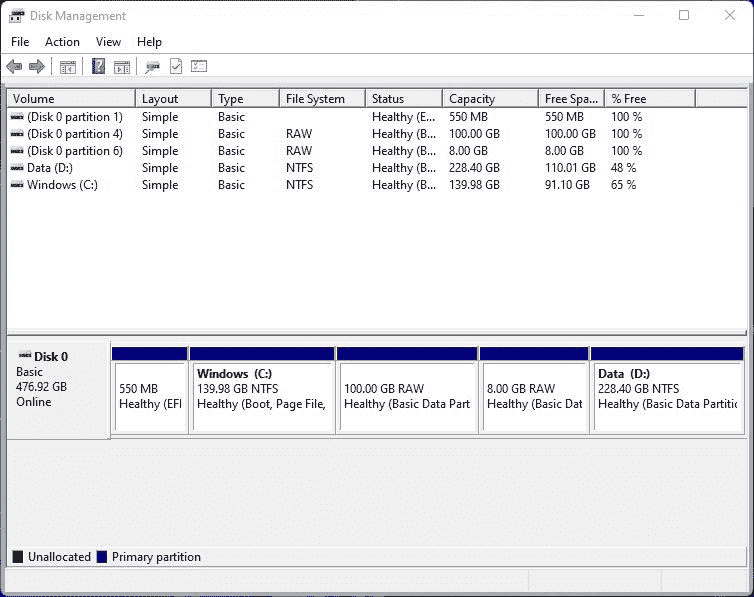 Disk Management
File Action View Help
Volume Layout Type File System Status Capacity Free Spa... % Free
(Disk 0 partition 1) Simple Basic Healthy (E... 550 MB 550 MB 100 %
(Disk 0 partition 4) Simple Basic RAW Healthy (B... 100.00 GB 100.00 GB 100 %
(Disk 0 partition 6) Simple Basic RAW Healthy (B... 8.00 GB 8.00 GB 100 %
Data (D:) Simple Basic NTFS Healthy (B... 228.40 GB 110.01 GB 48 %
Windows (C:) Simple Basic NTFS Healthy (B... 139.98 GB 91.10 GB 65 %
Disk 0
Basic
476.92 GB
Online
550 MB
Healthy (EFI
Windows (C:)
139.98 GB NTFS
Healthy (Boot, Page File,
100.00 GB RAW
Healthy (Basic Data Part
8.00 GB RAW
Healthy (Basic Dat
Data (D:)
228.40 GB NTFS
Healthy (Basic Data Partitic
Unallocated Primary partition